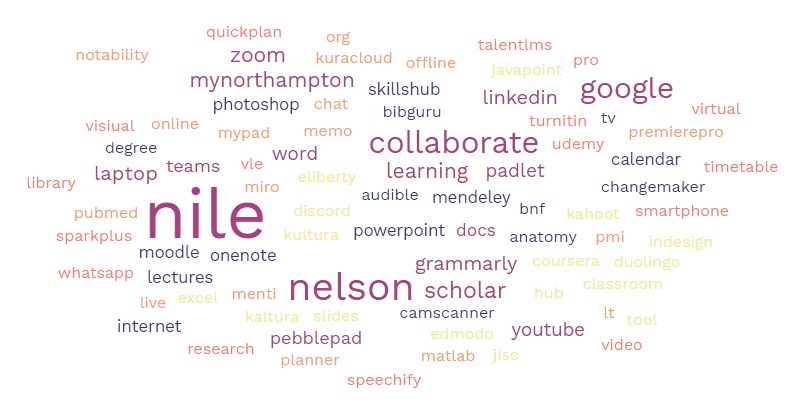 quickplan
org
talentlms
notability
zoom
kuracloud
offline
pro
javapoint
mynorthampton
skillshub
linkedin
google
photoshop
chat
bibguru
virtual
visiual
online
mypad
memo
turnitin
tv
premierepro
degree
collaborate
udemy
word
calendar
timetable
laptop
teams
vle
learning
padlet
library
miro
eliberty
changemaker
audible
mendeley
nile
pubmed
discord
bnf
kahoot
smartphone
sparkplus
kultura
powerpoint
docs
anatomy
pmi
indesign
moodle
onenote
whatsapp
lectures
grammarly
coursera
duolingo
nelson
scholar
hub
classroom
live
excel
menti
internet
kaltura
slides
camscanner
lt
tool
youtube
pebblepad
edmodo
research
planner
matlab
jisc
video
speechify